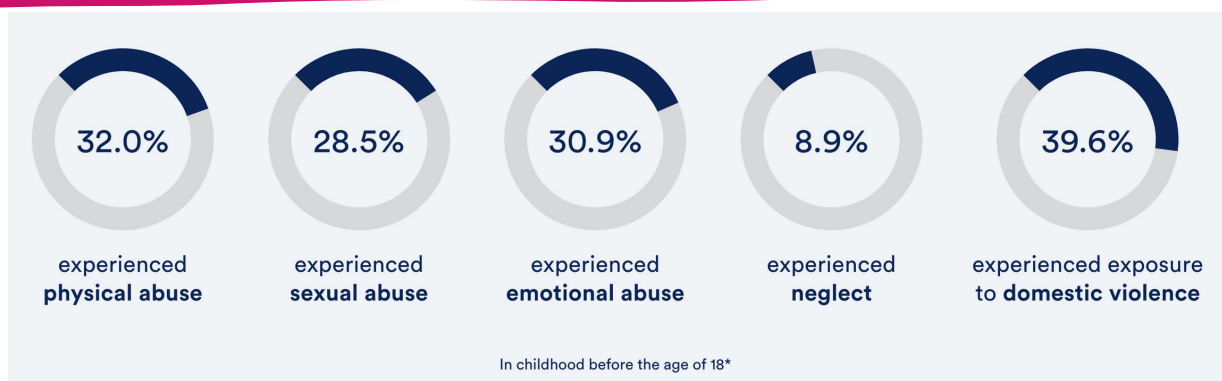 32.0%
experienced
physical abuse
28.5%
experienced
sexual abuse
30.9%
experienced
emotional abuse
8.9%
experienced
neglect
39.6%
experienced exposure
to domestic violence
In childhood before the age of 18*